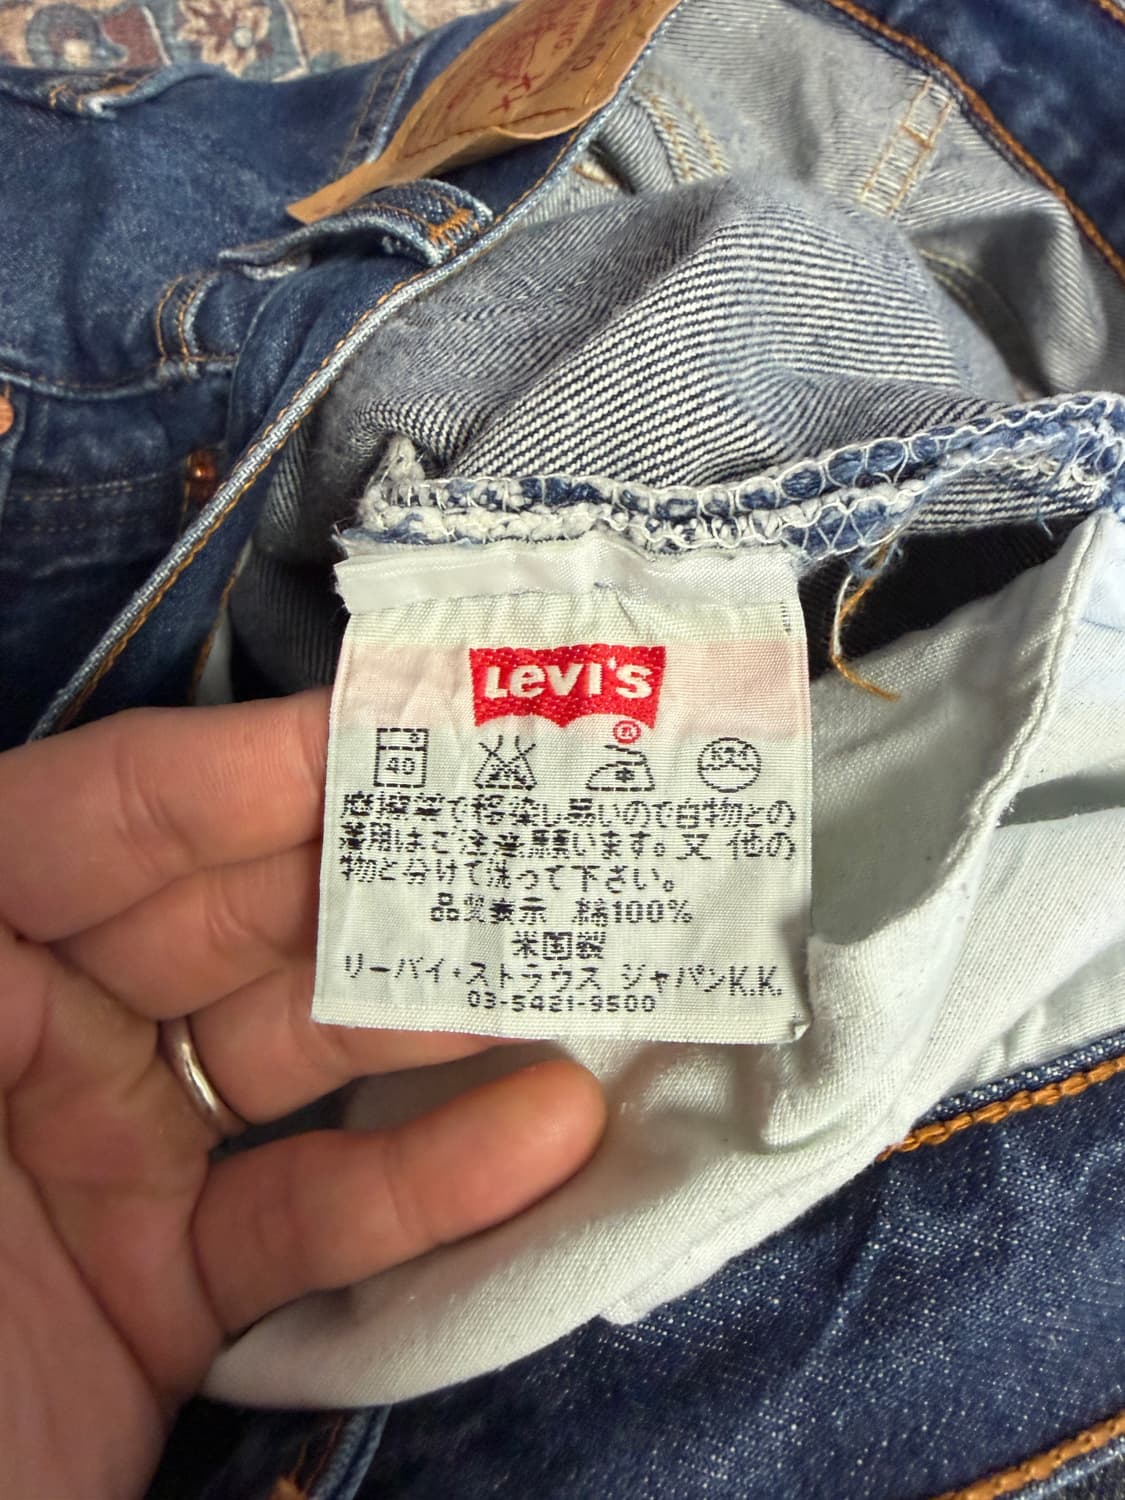 XX
LEVI'S
®
40
摩擦等で移染し易いので白物との
着用はご注意願います。又 他の
物と分けて洗って下さい。
品質表示 綿100%
米国製
リーバイ・ストラウス ジャパンK.K.
03-5421-9500